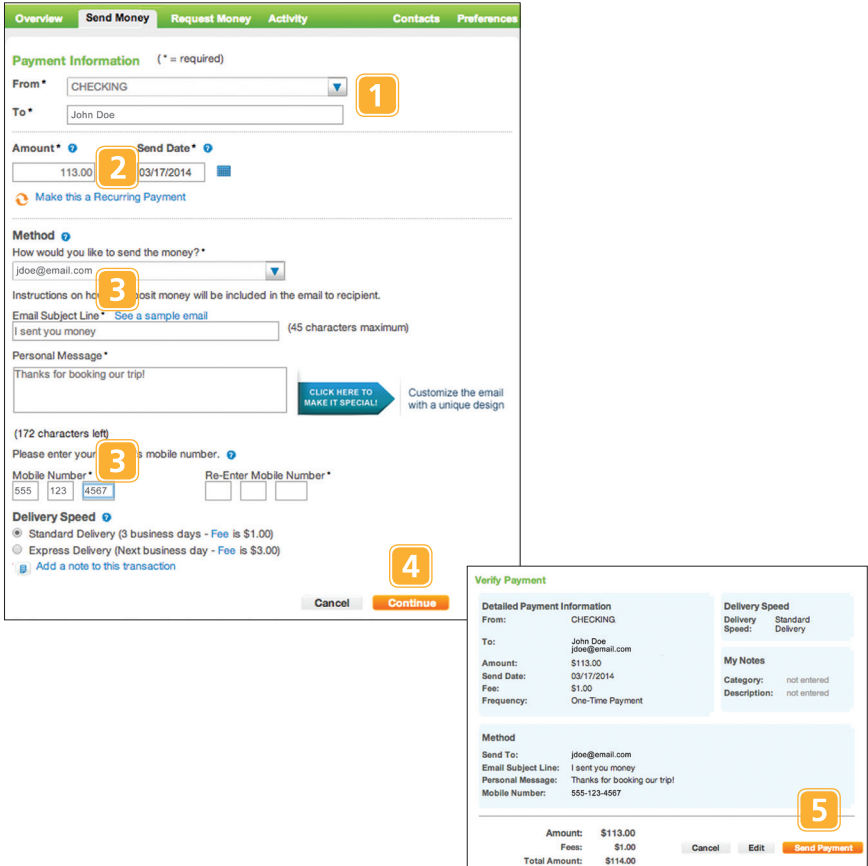 Overview Send Money Request Money Activity Contacts Preferences
Payment Information (* = required)
From* CHECKING
1
To* John Doe
Amount* ? Send Date* ?
113.00 2 03/17/2014
Make this a Recurring Payment
Method ?
How would you like to send the money?*
jdoe@email.com
3
Instructions on posit money will be included in the email to recipient.
Email Subject Line* See a sample email
I sent you money (45 characters maximum)
Personal Message*
Thanks for booking our trip!
CLICK HERE TO
MAKE IT SPECIAL!
Customize the email
with a unique design
(172 characters left)
Please enter your s mobile number. ?
3
Mobile Number* Re-Enter Mobile Number*
555 123 4567
Delivery Speed ?
Standard Delivery (3 business days - Fee is $1.00)
Express Delivery (Next business day - Fee is $3.00)
Add a note to this transaction
4
Cancel Continue
Verify Payment
Detailed Payment Information
From: CHECKING
To: John Doe
jdoe@email.com
Amount: $113.00
Send Date: 03/17/2014
Fee: $1.00
Frequency: One-Time Payment
Delivery Speed
Delivery Standard
Speed: Delivery
My Notes
Category: not entered
Description: not entered
Method
Send To: jdoe@email.com
Email Subject Line: I sent you money
Personal Message: Thanks for booking our trip!
Mobile Number: 555-123-4567
5
Amount: $113.00
Fees: $1.00
Total Amount: $114.00
Cancel Edit Send Payment